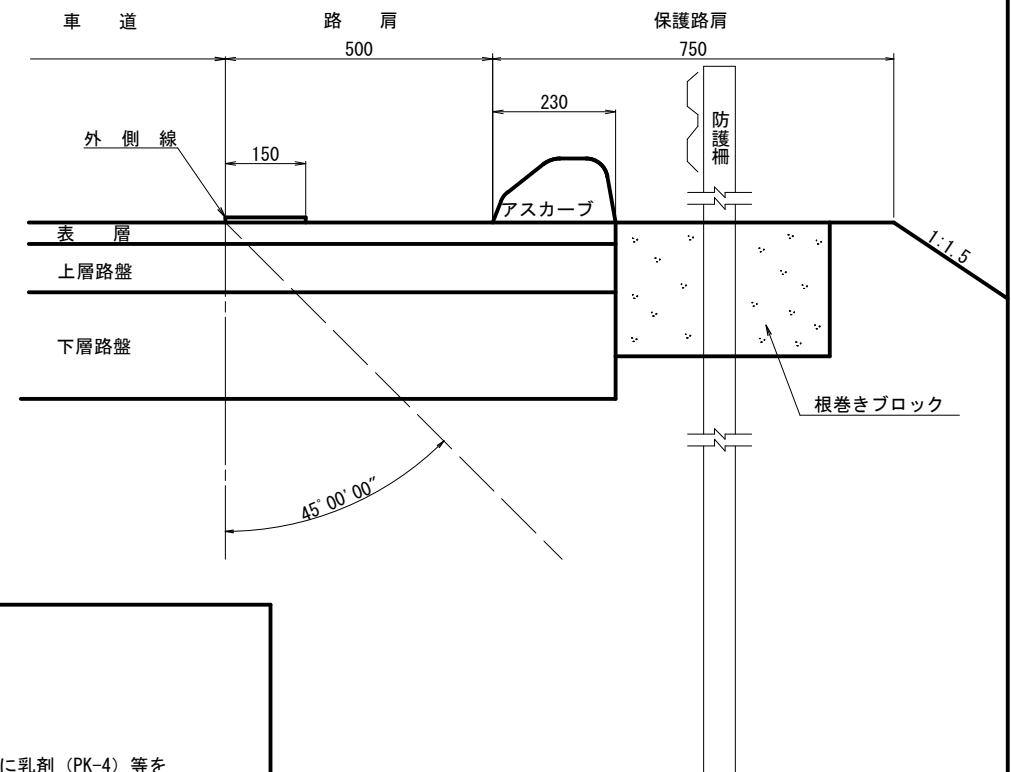 車　道
路　肩
保護路肩
500
750
230
防護柵
外　側　線
150
アスカーブ
表　層
1:1.5
上層路盤
下層路盤
根巻きブロック
45°00′00″
に乳剤（PK-4）等を